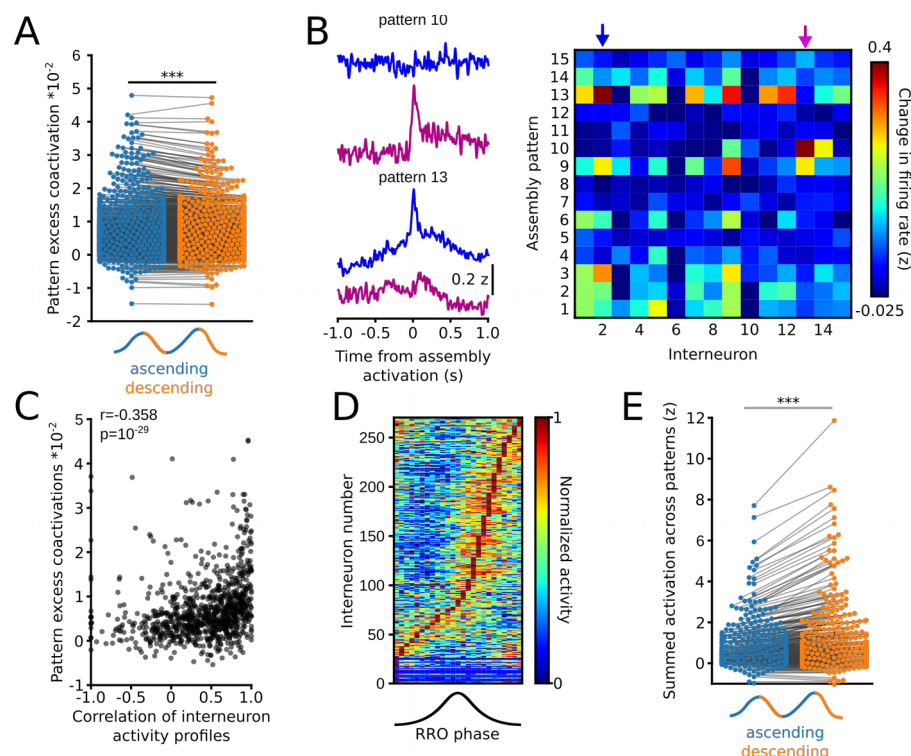 A
Pattern excess coactivation *10⁻²
6
5
4
3
2
1
0
-1
-2
***
ascending
descending
B
pattern 10
pattern 13
0.2 z
-1.0 -0.5 0 0.5 1.0
Time from assembly
activation (s)
Assembly pattern
15
14
13
12
11
10
9
8
7
6
5
4
3
2
1
2 4 6 8 10 12 14
Interneuron
0.4
Change in firing rate (z)
-0.025
C
r=-0.358
p=10⁻²⁹
Pattern excess coactivations *10⁻²
5
4
3
2
1
0
-1
-1.0 -0.5 0 0.5 1.0
Correlation of interneuron
activity profiles
D
Interneuron number
250
200
150
100
50
0
RRO phase
1
Normalized activity
0
E
***
Summed activation across patterns (z)
12
10
8
6
4
2
0
ascending
descending